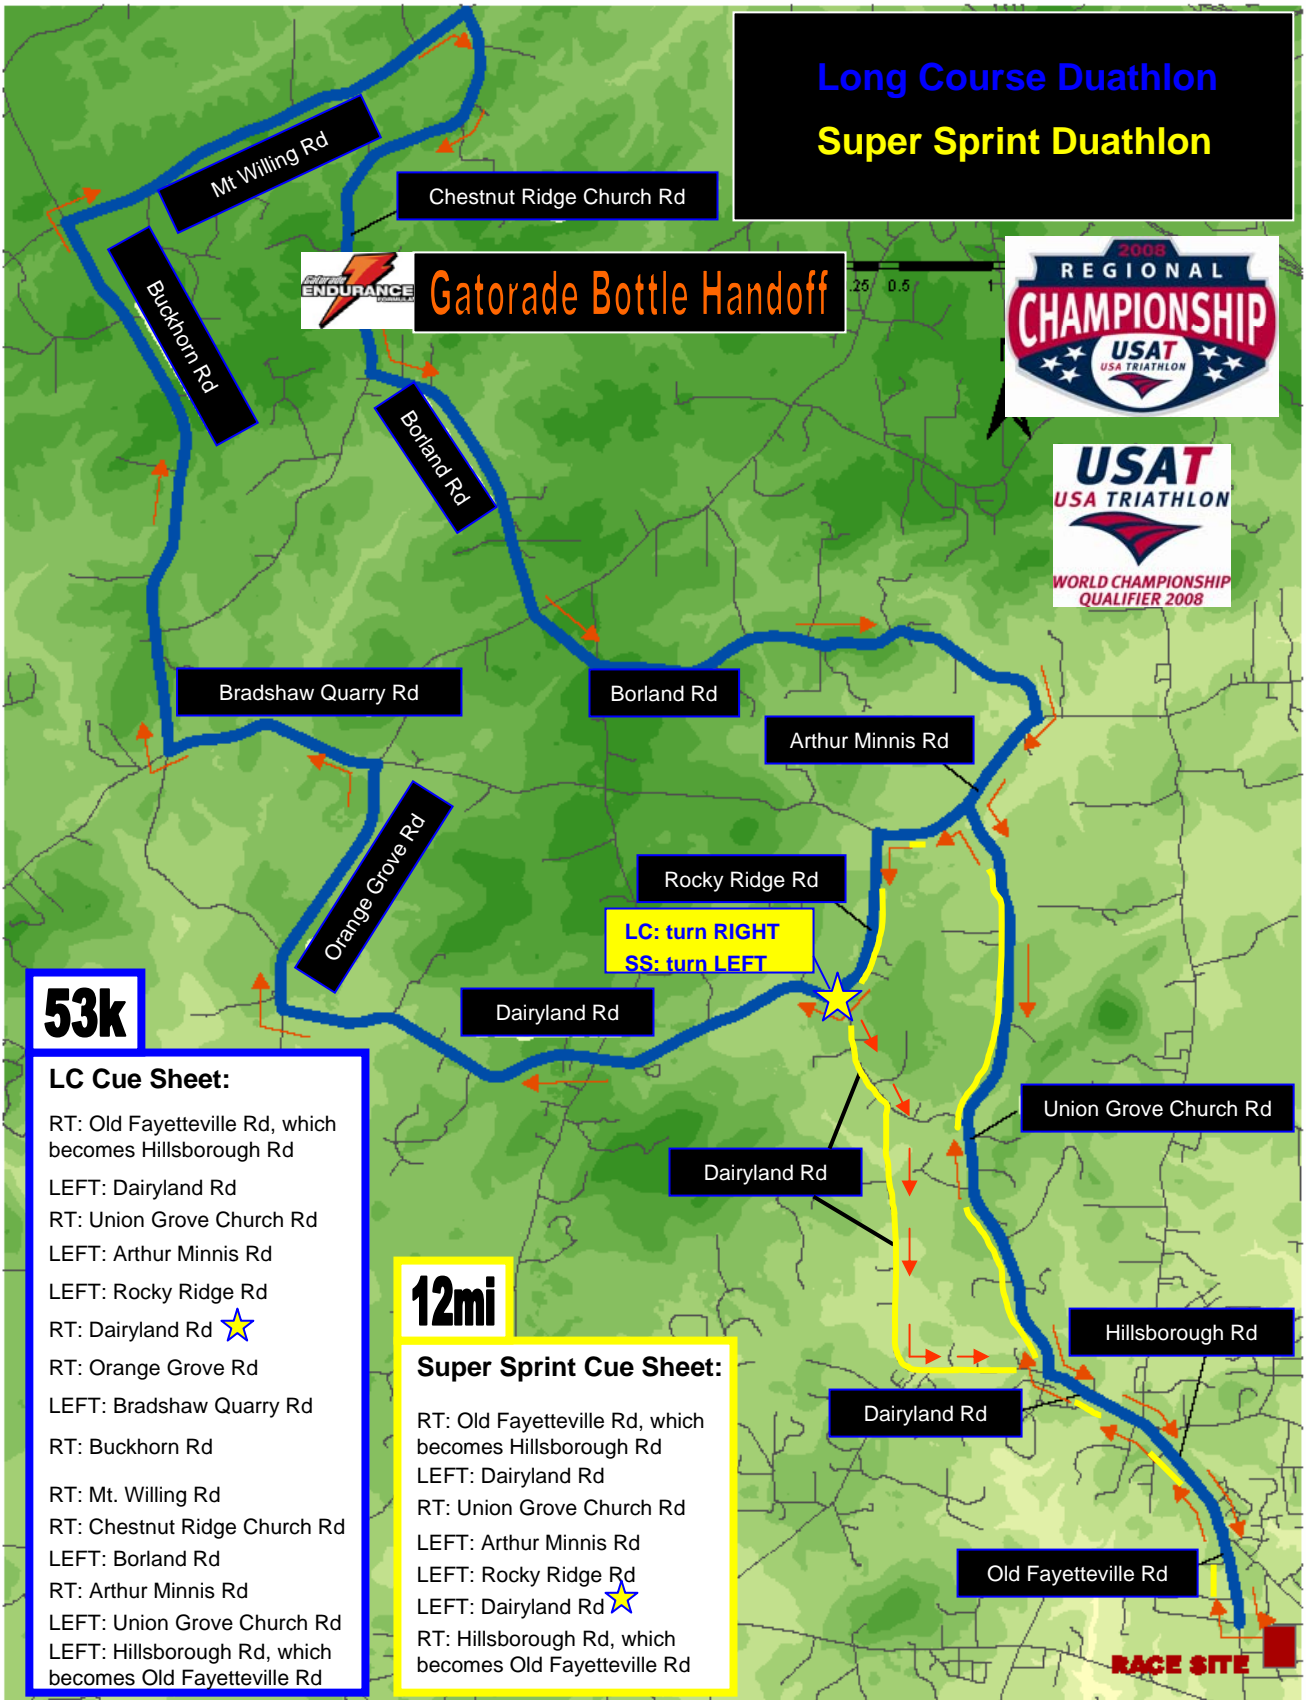 Long Course Duathlon
Super Sprint Duathlon
Mt Willing Rd
Chestnut Ridge Church Rd
Buckhorn Rd
Gatorade
ENDURANCE
FORMULA
Gatorade Bottle Handoff
.25 0.5 1
2008
REGIONAL
CHAMPIONSHIP
USAT
USA TRIATHLON
Borland Rd
USAT
USA TRIATHLON
WORLD CHAMPIONSHIP
QUALIFIER 2008
Bradshaw Quarry Rd
Borland Rd
Arthur Minnis Rd
Orange Grove Rd
Rocky Ridge Rd
LC: turn RIGHT
SS: turn LEFT
Dairyland Rd
Union Grove Church Rd
Dairyland Rd
Hillsborough Rd
Dairyland Rd
Old Fayetteville Rd
RACE SITE
53k
LC Cue Sheet:
RT: Old Fayetteville Rd, which
becomes Hillsborough Rd
LEFT: Dairyland Rd
RT: Union Grove Church Rd
LEFT: Arthur Minnis Rd
LEFT: Rocky Ridge Rd
RT: Dairyland Rd
RT: Orange Grove Rd
LEFT: Bradshaw Quarry Rd
RT: Buckhorn Rd
RT: Mt. Willing Rd
RT: Chestnut Ridge Church Rd
LEFT: Borland Rd
RT: Arthur Minnis Rd
LEFT: Union Grove Church Rd
LEFT: Hillsborough Rd, which
becomes Old Fayetteville Rd
12mi
Super Sprint Cue Sheet:
RT: Old Fayetteville Rd, which
becomes Hillsborough Rd
LEFT: Dairyland Rd
RT: Union Grove Church Rd
LEFT: Arthur Minnis Rd
LEFT: Rocky Ridge Rd
LEFT: Dairyland Rd
RT: Hillsborough Rd, which
becomes Old Fayetteville Rd